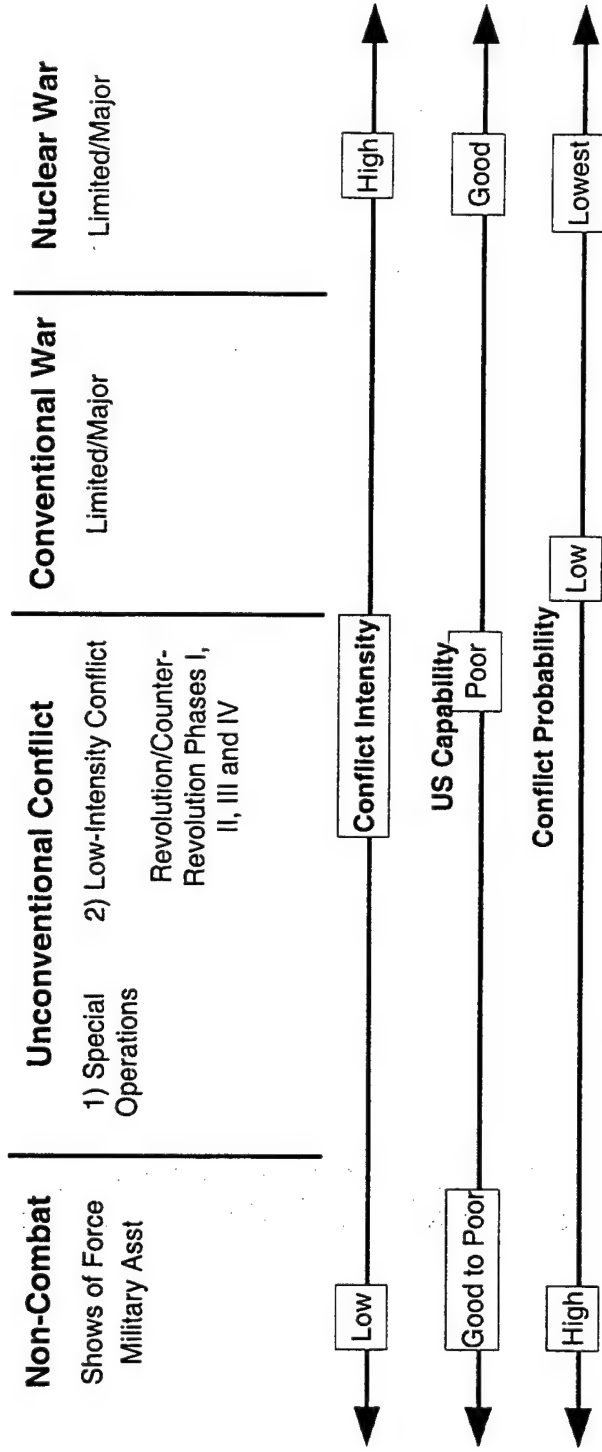 Non-Combat
Shows of Force
Military Asst
Unconventional Conflict
1) Special
Operations
2) Low-Intensity Conflict
Revolution/Counter-
Revolution Phases I,
II, III and IV
Conventional War
Limited/Major
Nuclear War
Limited/Major
Low
Conflict Intensity
High
US Capability
Good to Poor
Poor
Good
Conflict Probability
High
Low
Lowest